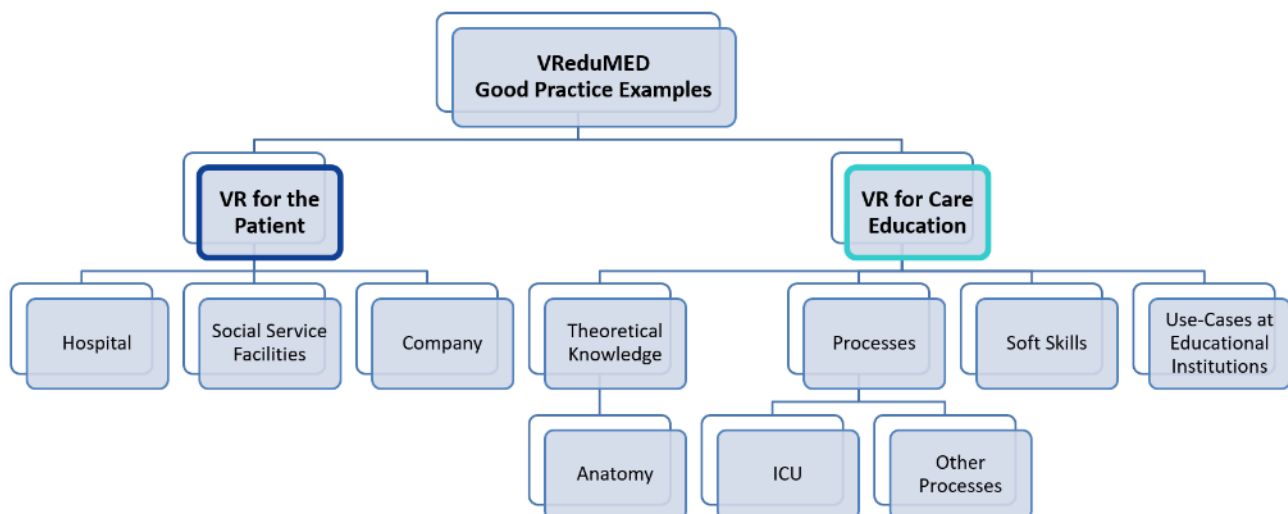 VReduMED
Good Practice Examples
VR for the
Patient
VR for Care
Education
Hospital
Social Service
Facilities
Company
Theoretical
Knowledge
Processes
Soft Skills
Use-Cases at
Educational
Institutions
Anatomy
ICU
Other
Processes